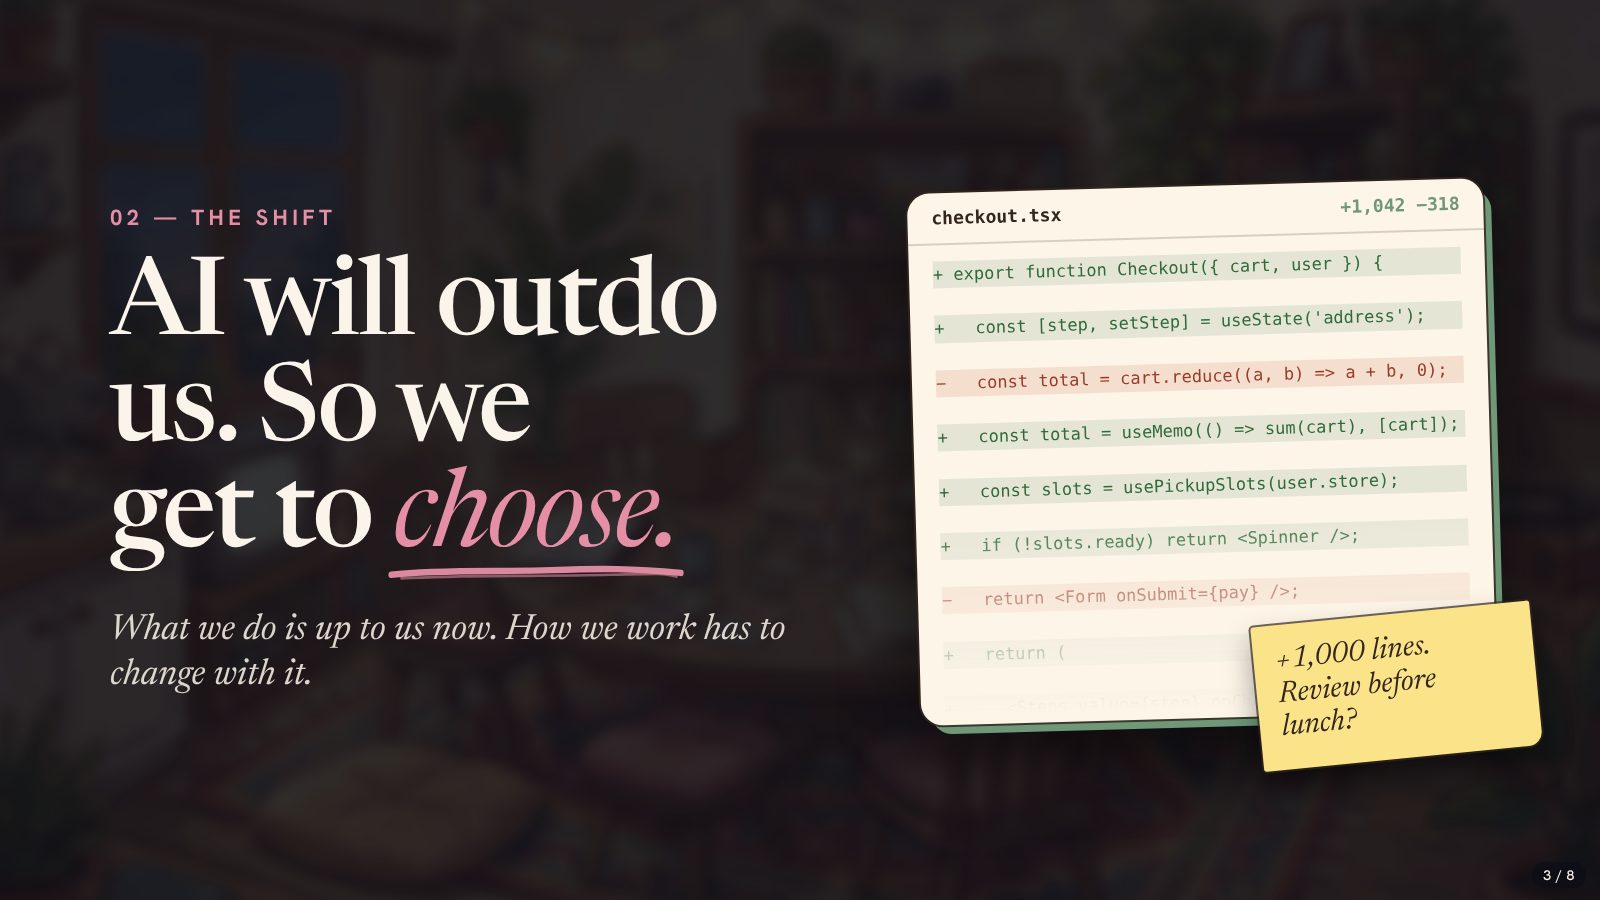 02 — THE SHIFT
AI will outdo
us. So we
get to choose.
What we do is up to us now. How we work has to
change with it.
checkout.tsx
+1,042 −318
+ export function Checkout({ cart, user }) {
+   const [step, setStep] = useState('address');
−   const total = cart.reduce((a, b) => a + b, 0);
+   const total = useMemo(() => sum(cart), [cart]);
+   const slots = usePickupSlots(user.store);
+   if (!slots.ready) return <Spinner />;
−   return <Form onSubmit={pay} />;
+   return (
+     <Steps value={step}
+1,000 lines.
Review before
lunch?
3 / 8